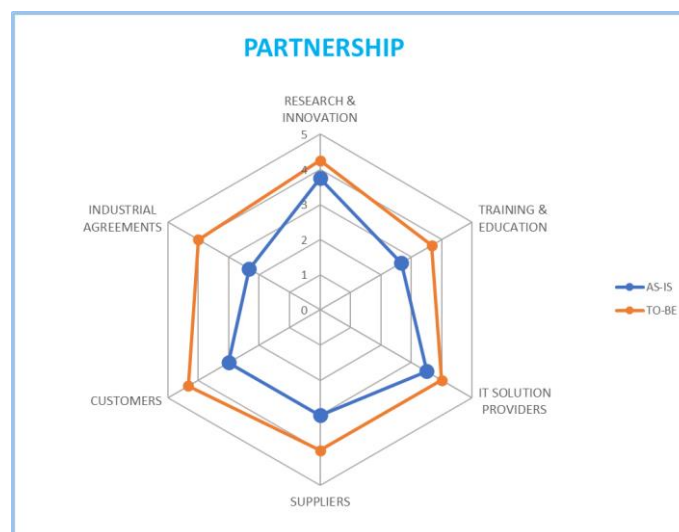 PARTNERSHIP
RESEARCH &
INNOVATION
5
4
3
2
1
0
TRAINING &
EDUCATION
IT SOLUTION
PROVIDERS
SUPPLIERS
CUSTOMERS
INDUSTRIAL
AGREEMENTS
AS-IS
TO-BE